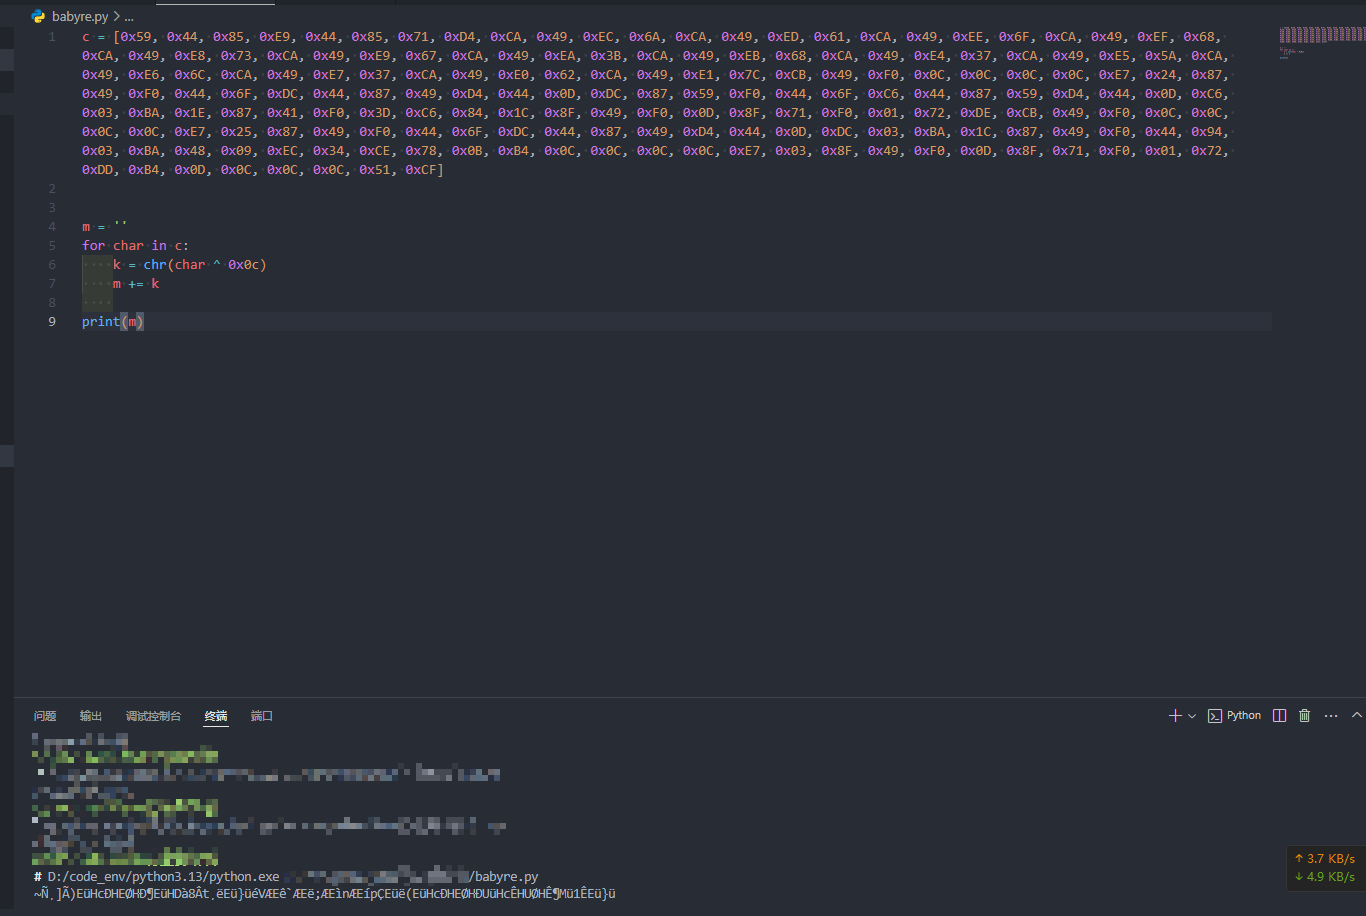 babyre.py > ...
1 c = [0x59, 0x44, 0x85, 0xE9, 0x44, 0x85, 0x71, 0xD4, 0xCA, 0x49, 0xEC, 0x6A, 0xCA, 0x49, 0xED, 0x61, 0xCA, 0x49, 0xEE, 0x6F, 0xCA, 0x49, 0xEF, 0x68,
0xCA, 0x49, 0xE8, 0x73, 0xCA, 0x49, 0xE9, 0x67, 0xCA, 0x49, 0xEA, 0x3B, 0xCA, 0x49, 0xEB, 0x68, 0xCA, 0x49, 0xE4, 0x37, 0xCA, 0x49, 0xE5, 0x5A, 0xCA,
0x49, 0xE6, 0x6C, 0xCA, 0x49, 0xE7, 0x37, 0xCA, 0x49, 0xE0, 0x62, 0xCA, 0x49, 0xE1, 0x7C, 0xCB, 0x49, 0xF0, 0x0C, 0x0C, 0x0C, 0x0C, 0xE7, 0x24, 0x87,
0x49, 0xF0, 0x44, 0x6F, 0xDC, 0x44, 0x87, 0x49, 0xD4, 0x44, 0x0D, 0xDC, 0x87, 0x59, 0xF0, 0x44, 0x6F, 0xC6, 0x44, 0x87, 0x59, 0xD4, 0x44, 0x0D, 0xC6,
0x03, 0xBA, 0x1E, 0x87, 0x41, 0xF0, 0x3D, 0xC6, 0x84, 0x1C, 0x8F, 0x49, 0xF0, 0x0D, 0x8F, 0x71, 0xF0, 0x01, 0x72, 0xDE, 0xCB, 0x49, 0xF0, 0x0C, 0x0C,
0x0C, 0x0C, 0xE7, 0x25, 0x87, 0x49, 0xF0, 0x44, 0x6F, 0xDC, 0x44, 0x87, 0x49, 0xD4, 0x44, 0x0D, 0xDC, 0x03, 0xBA, 0x1C, 0x87, 0x49, 0xF0, 0x44, 0x94,
0x03, 0xBA, 0x48, 0x09, 0xEC, 0x34, 0xCE, 0x78, 0x0B, 0xB4, 0x0C, 0x0C, 0x0C, 0x0C, 0xE7, 0x03, 0x8F, 0x49, 0xF0, 0x0D, 0x8F, 0x71, 0xF0, 0x01, 0x72,
0xDD, 0xB4, 0x0D, 0x0C, 0x0C, 0x0C, 0x51, 0xCF]
2
3
4 m = ''
5 for char in c:
6 k = chr(char ^ 0x0c)
7 m += k
8
9 print(m)
问题 输出 调试控制台 终端 端口
Python
# D:/code_env/python3.13/python.exe /babyre.py
↑ 3.7 KB/s
↓ 4.9 KB/s